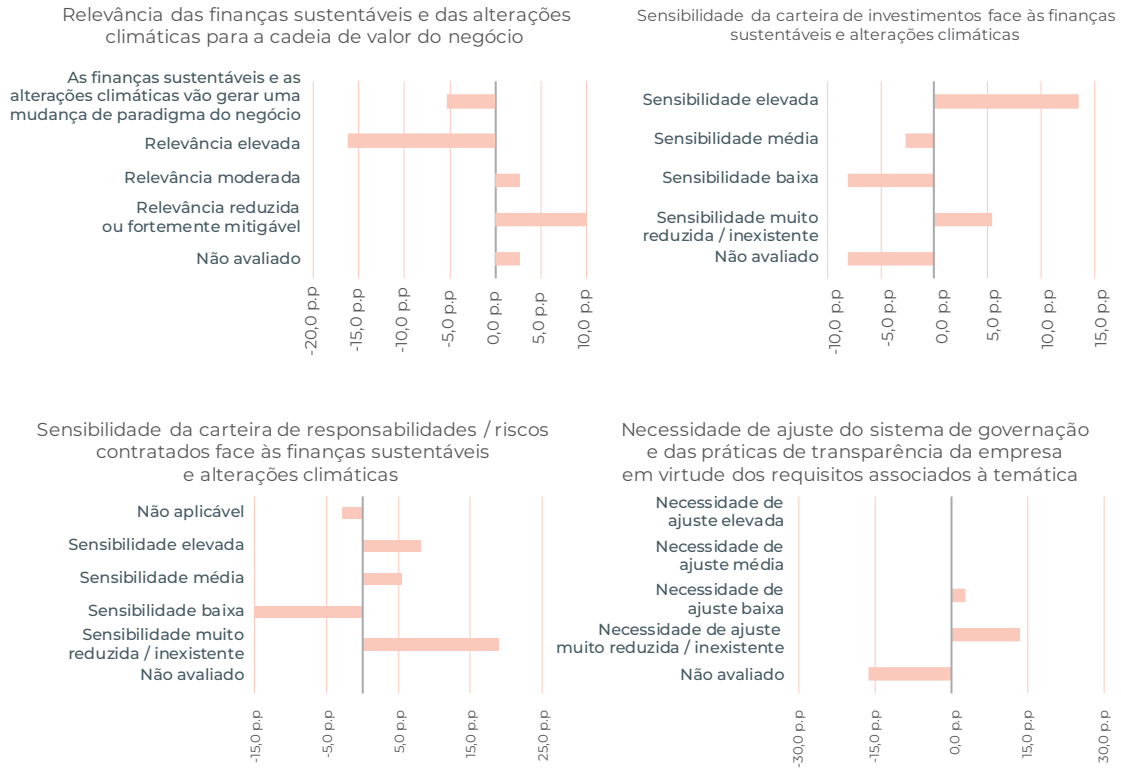 Relevância das finanças sustentáveis e das alterações
climáticas para a cadeia de valor do negócio
As finanças sustentáveis e as
alterações climáticas vão gerar uma
mudança de paradigma do negócio
Relevância elevada
Relevância moderada
Relevância reduzida
ou fortemente mitigável
Não avaliado
-20,0 p.p
-15,0 p.p
-10,0 p.p
-5,0 p.p
0,0 p.p
5,0 p.p
10,0 p.p
Sensibilidade da carteira de investimentos face às finanças
sustentáveis e alterações climáticas
Sensibilidade elevada
Sensibilidade média
Sensibilidade baixa
Sensibilidade muito
reduzida / inexistente
Não avaliado
-10,0 p.p
-5,0 p.p
0,0 p.p
5,0 p.p
10,0 p.p
15,0 p.p
Sensibilidade da carteira de responsabilidades / riscos
contratados face às finanças sustentáveis
e alterações climáticas
Não aplicável
Sensibilidade elevada
Sensibilidade média
Sensibilidade baixa
Sensibilidade muito
reduzida / inexistente
Não avaliado
-15,0 p.p
-5,0 p.p
5,0 p.p
15,0 p.p
25,0 p.p
Necessidade de ajuste do sistema de governação
e das práticas de transparência da empresa
em virtude dos requisitos associados à temática
Necessidade de
ajuste elevada
Necessidade de
ajuste média
Necessidade de
ajuste baixa
Necessidade de ajuste
muito reduzida / inexistente
Não avaliado
-30,0 p.p
-15,0 p.p
0,0 p.p
15,0 p.p
30,0 p.p